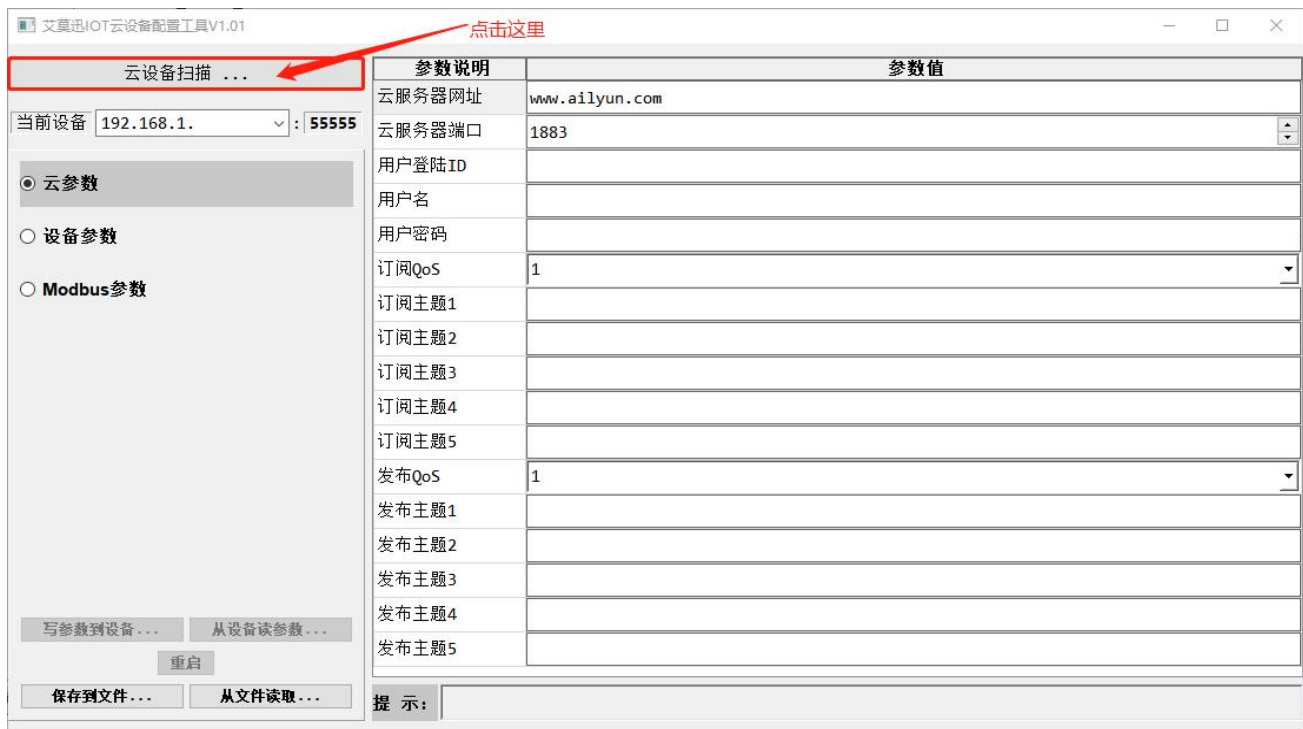 艾莫迅IOT云设备配置工具V1.01
点击这里
云设备扫描 ...
当前设备 192.168.1. : 55555
云参数
设备参数
Modbus参数
写参数到设备... 从设备读参数...
重启
保存到文件... 从文件读取...
参数说明 参数值
云服务器网址 www.ailyun.com
云服务器端口 1883
用户登陆ID
用户名
用户密码
订阅QoS 1
订阅主题1
订阅主题2
订阅主题3
订阅主题4
订阅主题5
发布QoS 1
发布主题1
发布主题2
发布主题3
发布主题4
发布主题5
提 示: